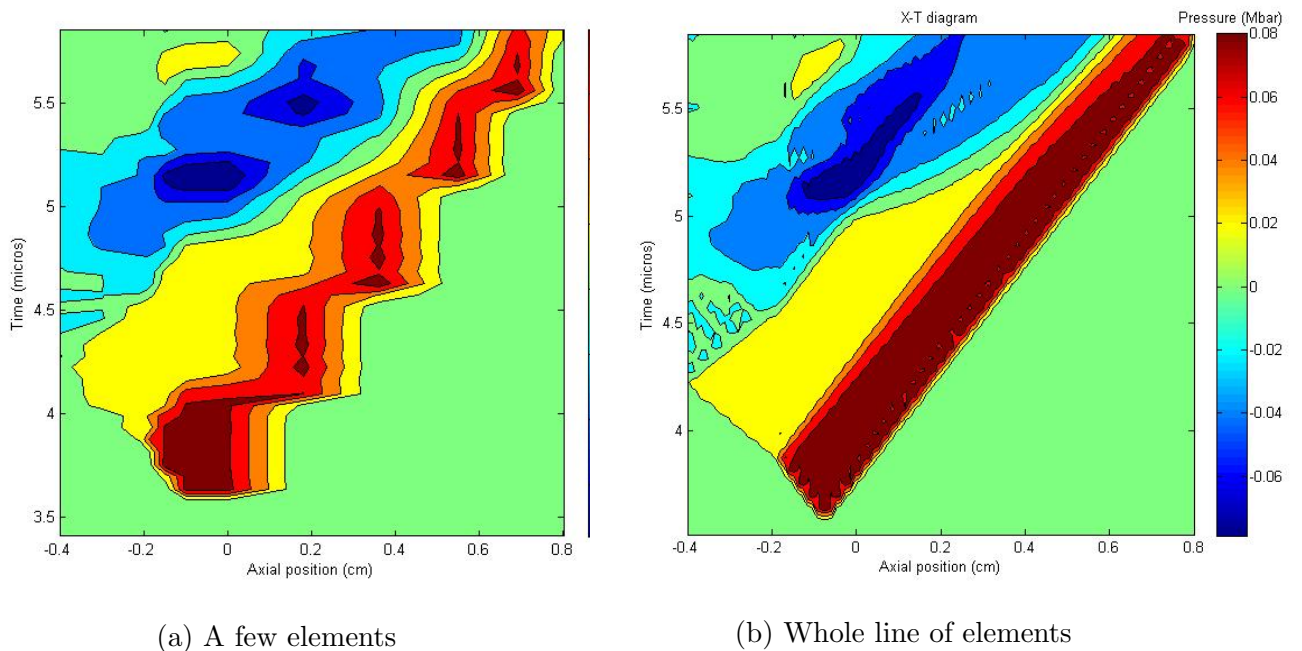 X-T diagram
Pressure (Mbar)
5.5
5
4.5
4
3.5
Time (micros)
-0.4 -0.2 0 0.2 0.4 0.6 0.8
Axial position (cm)
5.5
5
4.5
4
Time (micros)
-0.4 -0.2 0 0.2 0.4 0.6 0.8
Axial position (cm)
0.08
0.06
0.04
0.02
0
-0.02
-0.04
-0.06
(a) A few elements
(b) Whole line of elements